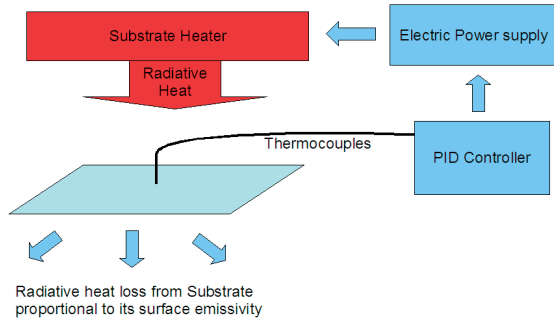 Substrate Heater
Electric Power supply
Radiative
Heat
Thermocouples
PID Controller
Radiative heat loss from Substrate
proportional to its surface emissivity